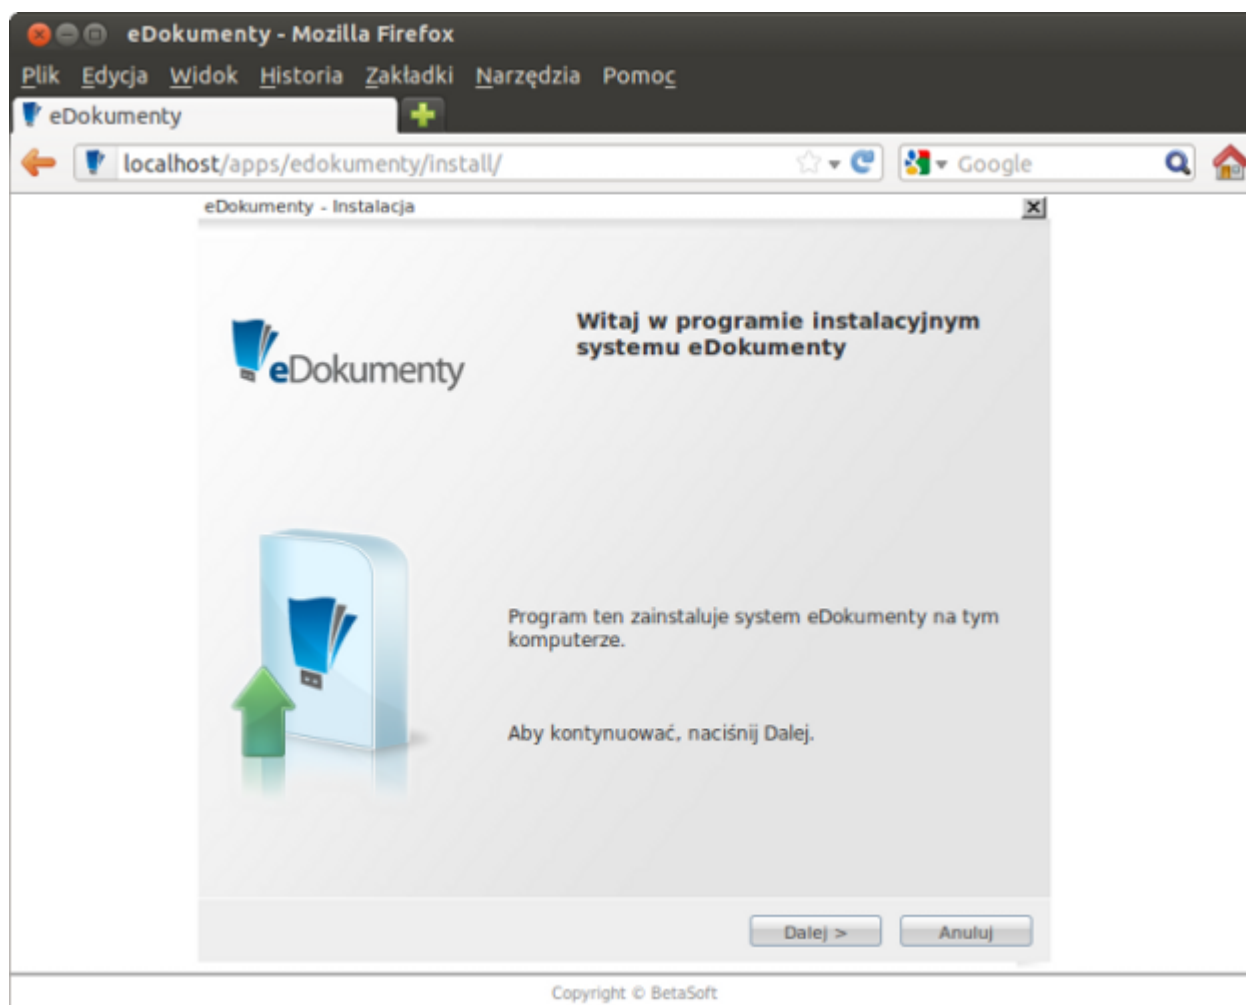 eDokumenty - Mozilla Firefox
Plik Edycja Widok Historia Zakładki Narzędzia Pomoc
eDokumenty
localhost/apps/edokumenty/install/ Google
eDokumenty - Instalacja
Witaj w programie instalacyjnym
systemu eDokumenty
eDokumenty
Program ten zainstaluje system eDokumenty na tym
komputerze.
Aby kontynuować, naciśnij Dalej.
Dalej > Anuluj
Copyright © BetaSoft